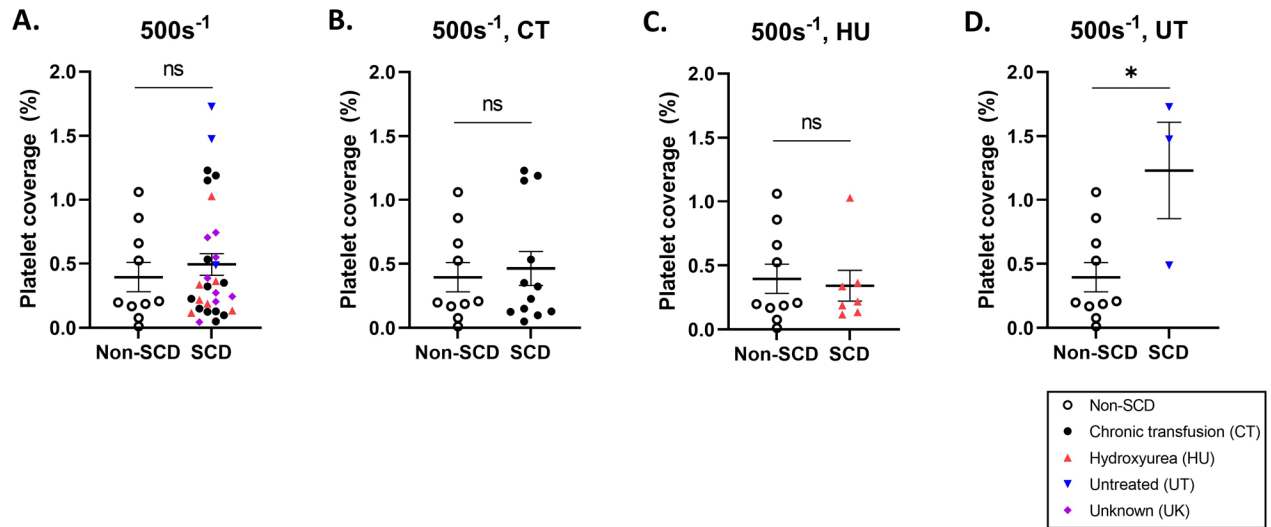 A.
500s⁻¹
ns
Platelet coverage (%)
2.0
1.5
1.0
0.5
0.0
Non-SCD SCD
B.
500s⁻¹, CT
ns
Platelet coverage (%)
2.0
1.5
1.0
0.5
0.0
Non-SCD SCD
C.
500s⁻¹, HU
ns
Platelet coverage (%)
2.0
1.5
1.0
0.5
0.0
Non-SCD SCD
D.
500s⁻¹, UT
*
Platelet coverage (%)
2.0
1.5
1.0
0.5
0.0
Non-SCD SCD
Non-SCD
Chronic transfusion (CT)
Hydroxyurea (HU)
Untreated (UT)
Unknown (UK)